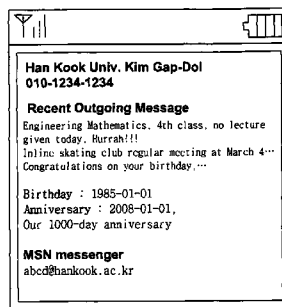 Han Kook Univ. Kim Gap-Dol
010-1234-1234
Recent Outgoing Message
Engineering Mathematics. 4th class, no lecture
given today. Hurrah!!!
Inline skating club regular meeting at March 4…
Congratulations on your birthday,…
Birthday : 1985-01-01
Anniversary : 2008-01-01,
Our 1000-day anniversary
MSN messenger
abcd@hankook.ac.kr